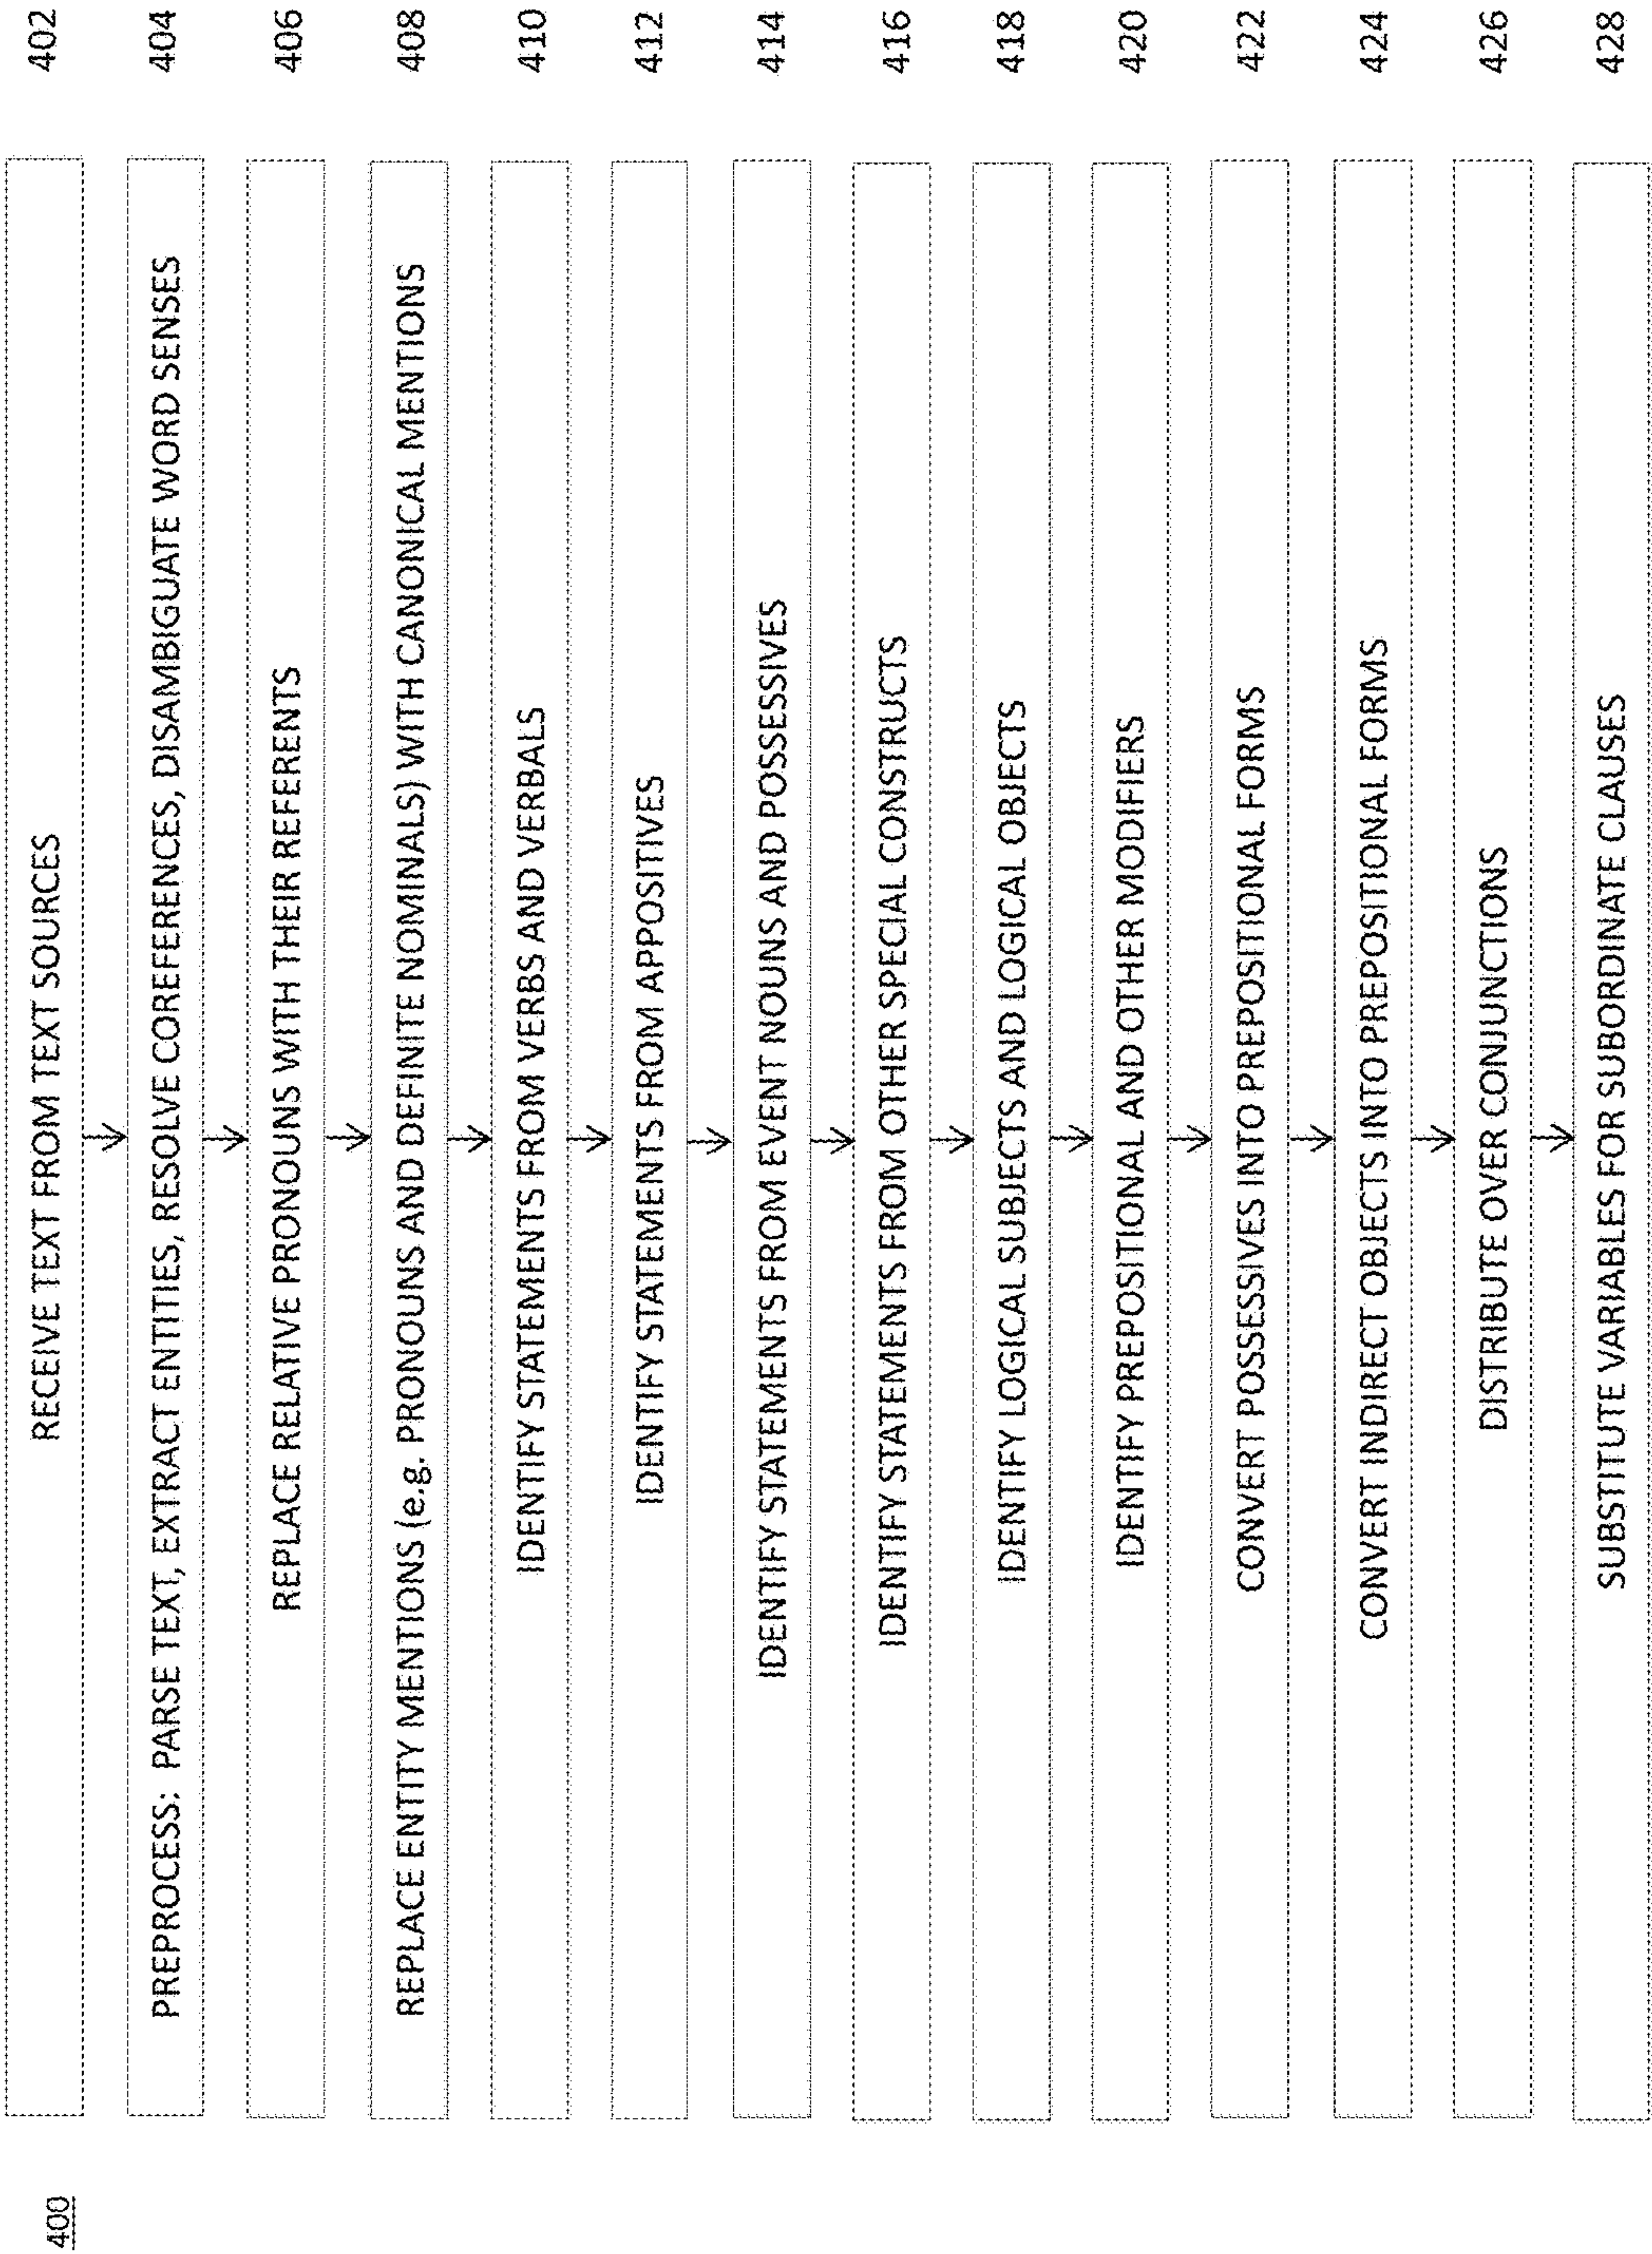 400
RECEIVE TEXT FROM TEXT SOURCES 402
PREPROCESS: PARSE TEXT, EXTRACT ENTITIES, RESOLVE COREFERENCES, DISAMBIGUATE WORD SENSES 404
REPLACE RELATIVE PRONOUNS WITH THEIR REFERENTS 406
REPLACE ENTITY MENTIONS (e.g. PRONOUNS AND DEFINITE NOMINALS) WITH CANONICAL MENTIONS 408
IDENTIFY STATEMENTS FROM VERBS AND VERBALS 410
IDENTIFY STATEMENTS FROM APPOSITIVES 412
IDENTIFY STATEMENTS FROM EVENT NOUNS AND POSSESSIVES 414
IDENTIFY STATEMENTS FROM OTHER SPECIAL CONSTRUCTS 416
IDENTIFY LOGICAL SUBJECTS AND LOGICAL OBJECTS 418
IDENTIFY PREPOSITIONAL AND OTHER MODIFIERS 420
CONVERT POSSESSIVES INTO PREPOSITIONAL FORMS 422
CONVERT INDIRECT OBJECTS INTO PREPOSITIONAL FORMS 424
DISTRIBUTE OVER CONJUNCTIONS 426
SUBSTITUTE VARIABLES FOR SUBORDINATE CLAUSES 428